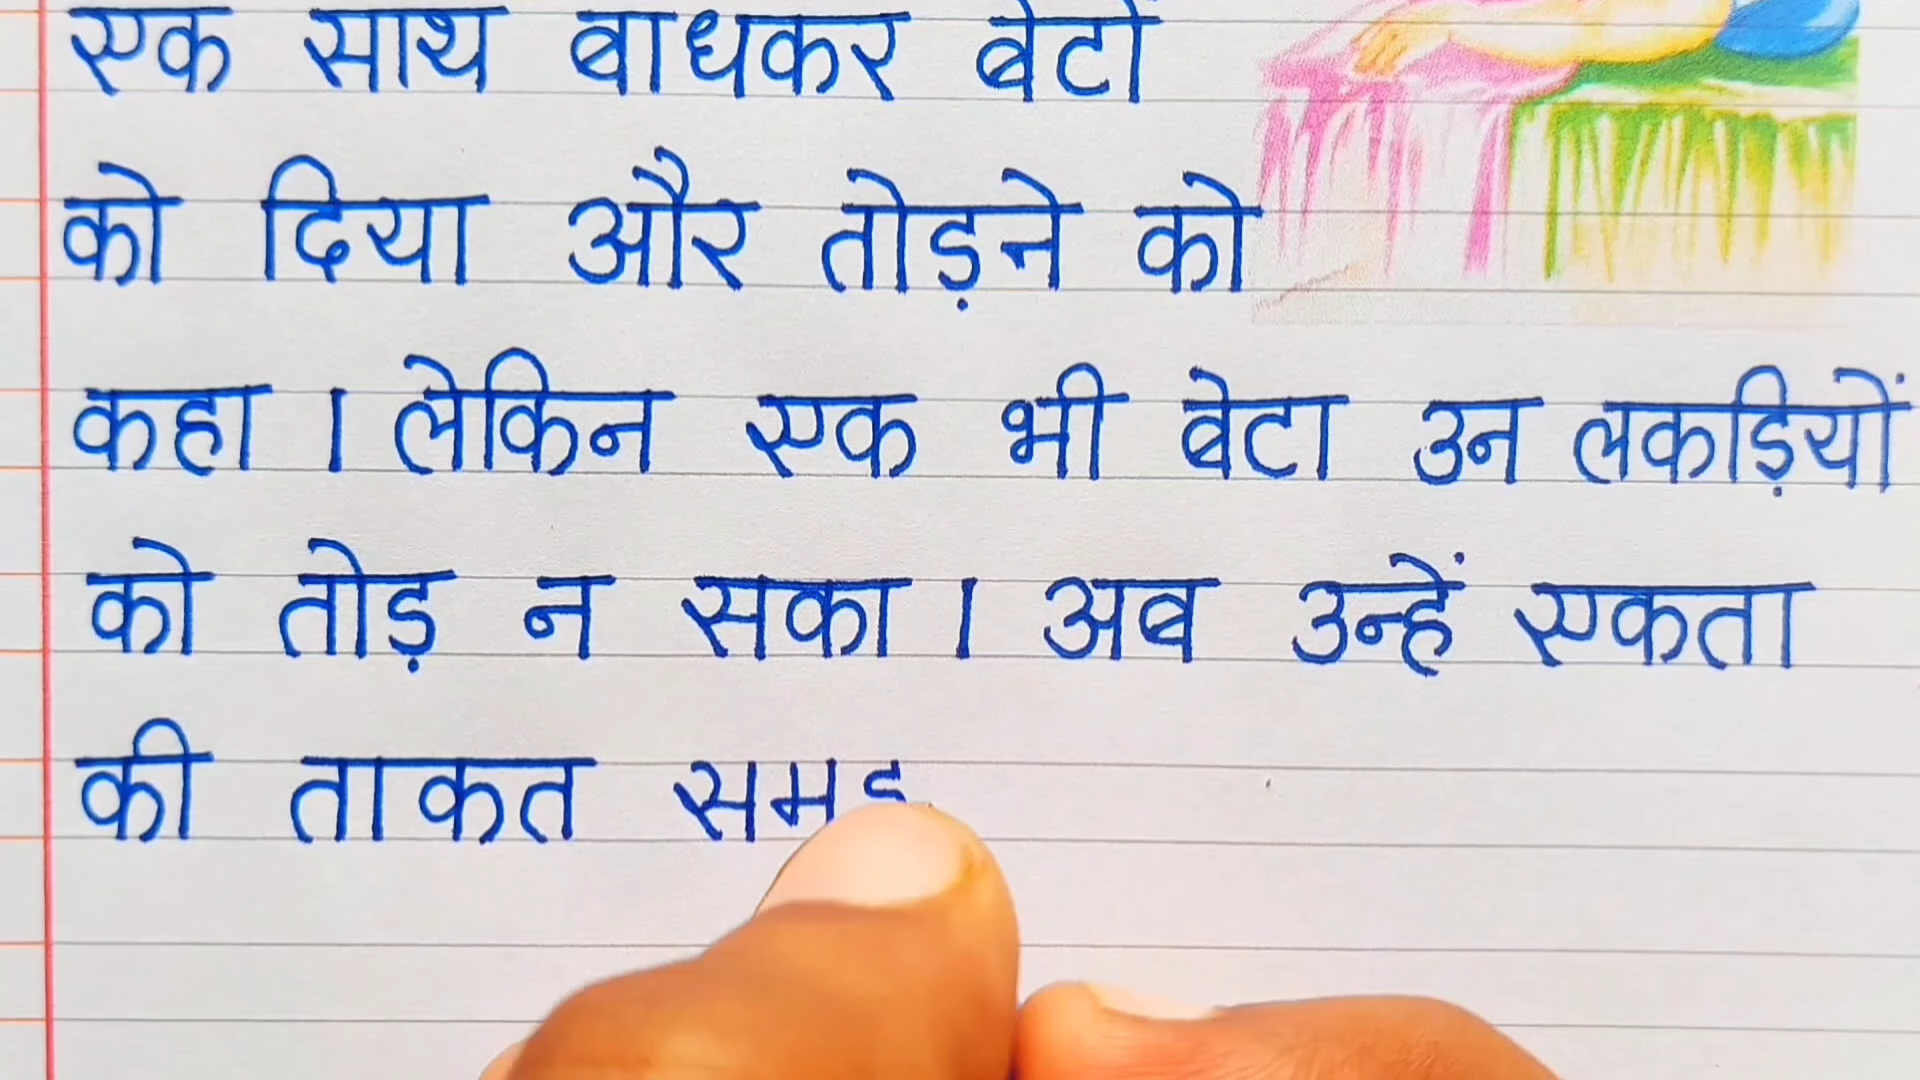 एक साथ बाधकर बेटों
को दिया और तोड़ने को
कहा । लेकिन एक भी बेटा उन लकड़ियों
को तोड़ न सका । अब उन्हें एकता
की ताकत